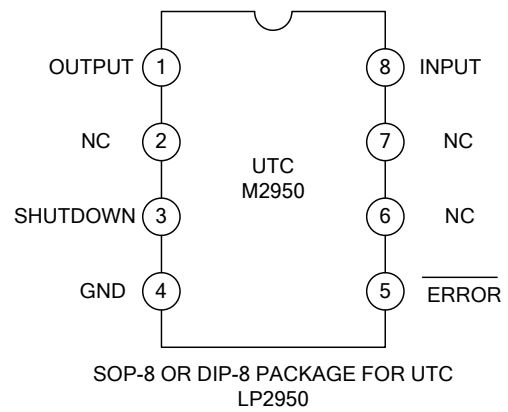 OUTPUT 1
8 INPUT
NC 2
7 NC
UTC
M2950
SHUTDOWN 3
6 NC
GND 4
5 ERROR
SOP-8 OR DIP-8 PACKAGE FOR UTC
LP2950